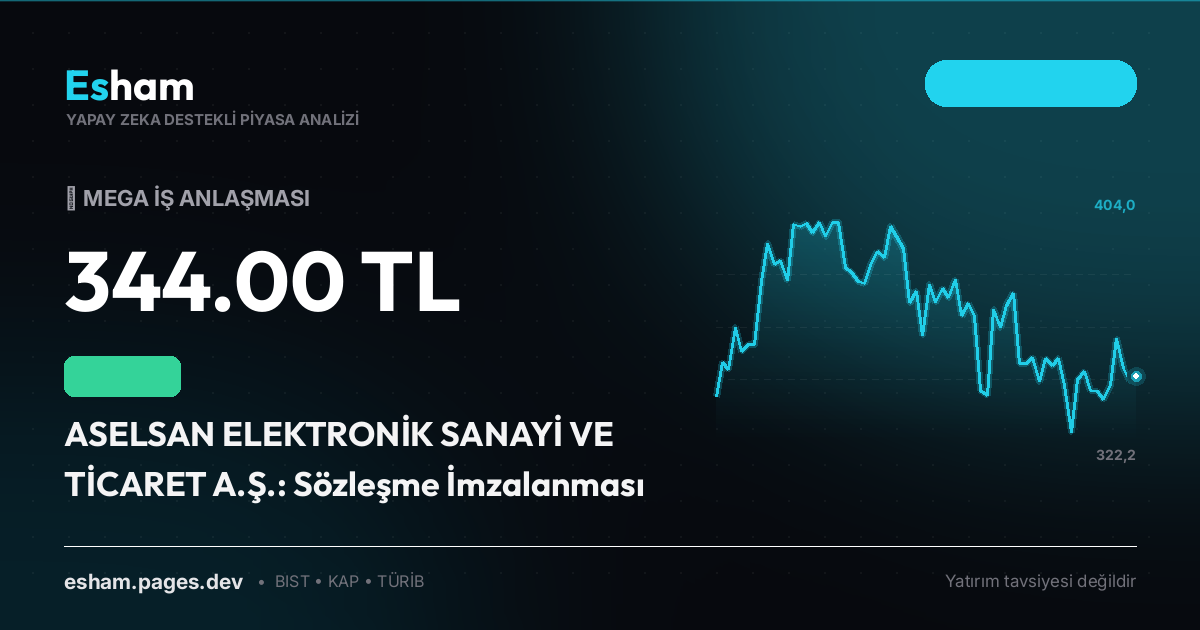 Esham
YAPAY ZEKA DESTEKLİ PİYASA ANALİZİ
MEGA İŞ ANLAŞMASI
344.00 TL
ASELSAN ELEKTRONİK SANAYİ VE
TİCARET A.Ş.: Sözleşme İmzalanması
404,0
322,2
esham.pages.dev • BIST • KAP • TÜRİB
Yatırım tavsiyesi değildir